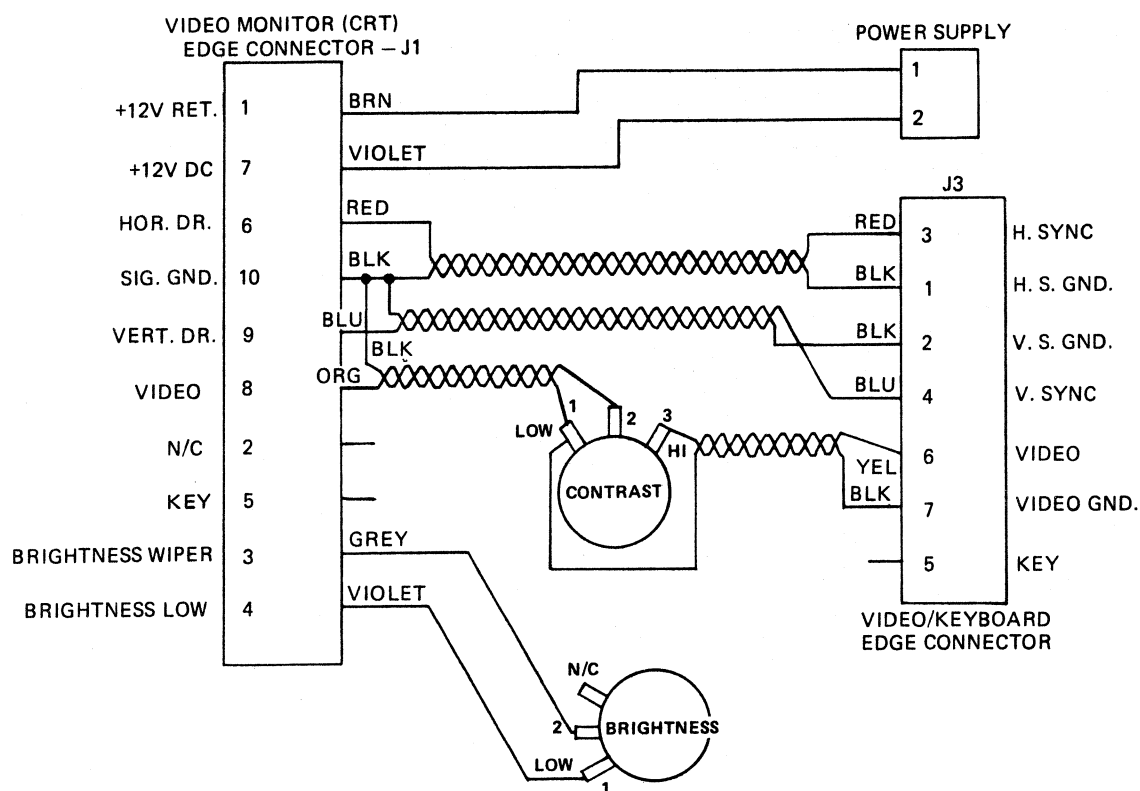 VIDEO MONITOR (CRT)
EDGE CONNECTOR – J1
POWER SUPPLY
+12V RET. 1 BRN
1
2
+12V DC 7 VIOLET
J3
HOR. DR. 6 RED
RED 3 H. SYNC
SIG. GND. 10 BLK
BLK 1 H. S. GND.
VERT. DR. 9 BLU
BLK 2 V. S. GND.
BLK
VIDEO 8 ORG
BLU 4 V. SYNC
LOW 1 2 3 HI
CONTRAST
N/C 2
YEL 6 VIDEO
KEY 5
BLK 7 VIDEO GND.
BRIGHTNESS WIPER 3 GREY
5 KEY
BRIGHTNESS LOW 4 VIOLET
VIDEO/KEYBOARD
EDGE CONNECTOR
N/C
2 BRIGHTNESS
LOW
1